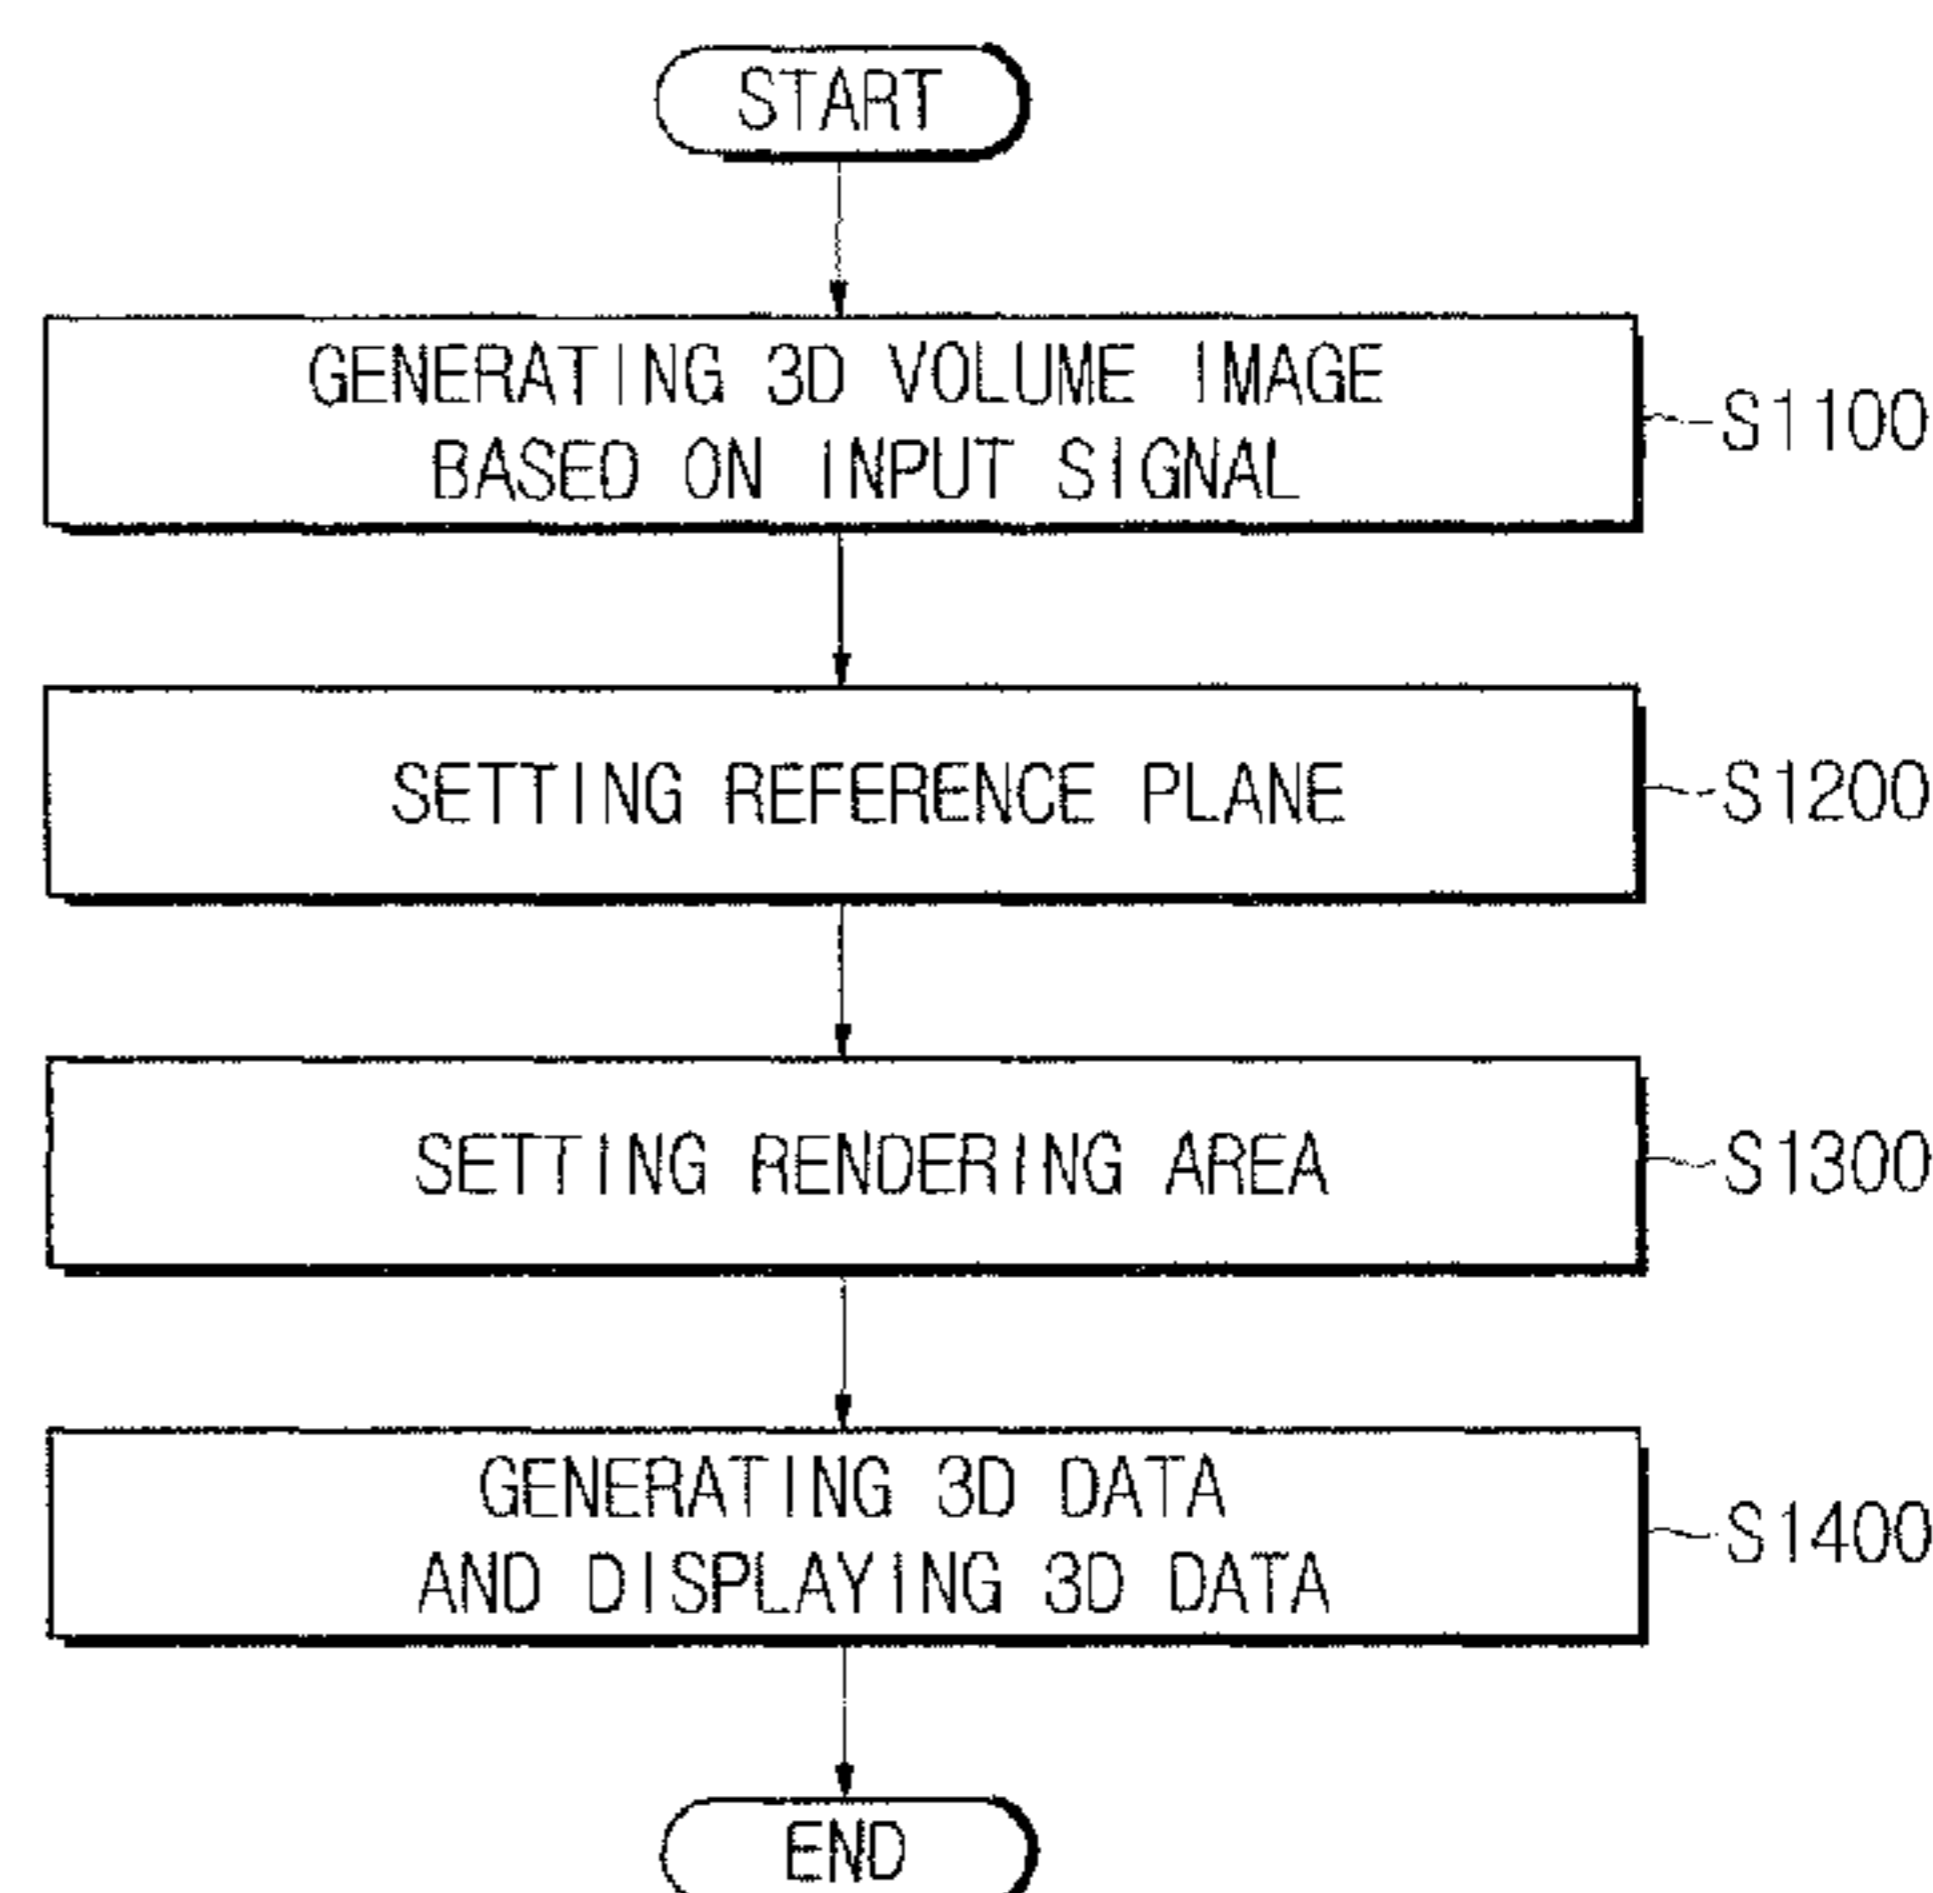 START
GENERATING 3D VOLUME IMAGE
BASED ON INPUT SIGNAL
S1100
SETTING REFERENCE PLANE
S1200
SETTING RENDERING AREA
S1300
GENERATING 3D DATA
AND DISPLAYING 3D DATA
S1400
END